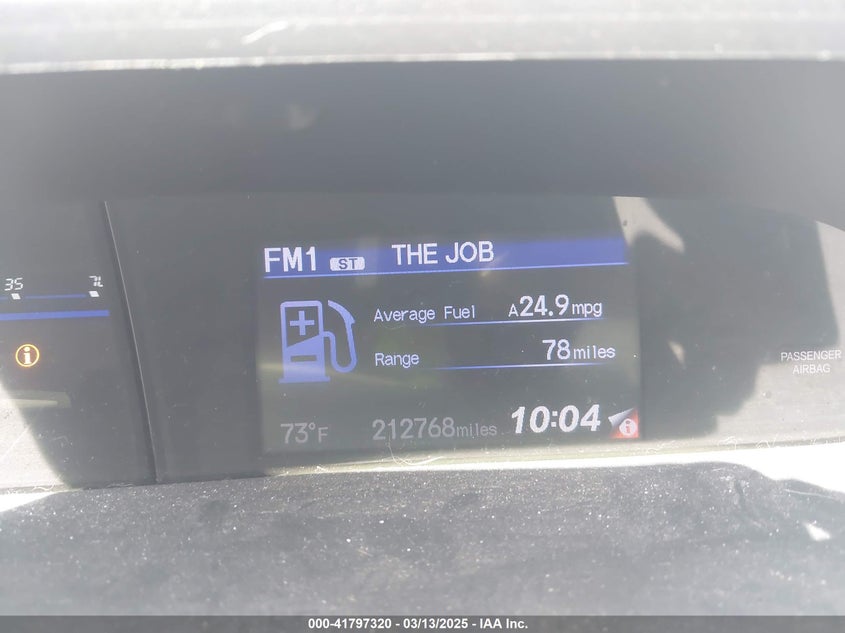 FM1 ST THE JOB
35
Average Fuel A24.9mpg
Range 78miles
PASSENGER
AIRBAG
73°F 212768miles 10:04
000-41797320 - 03/13/2025 - IAA Inc.